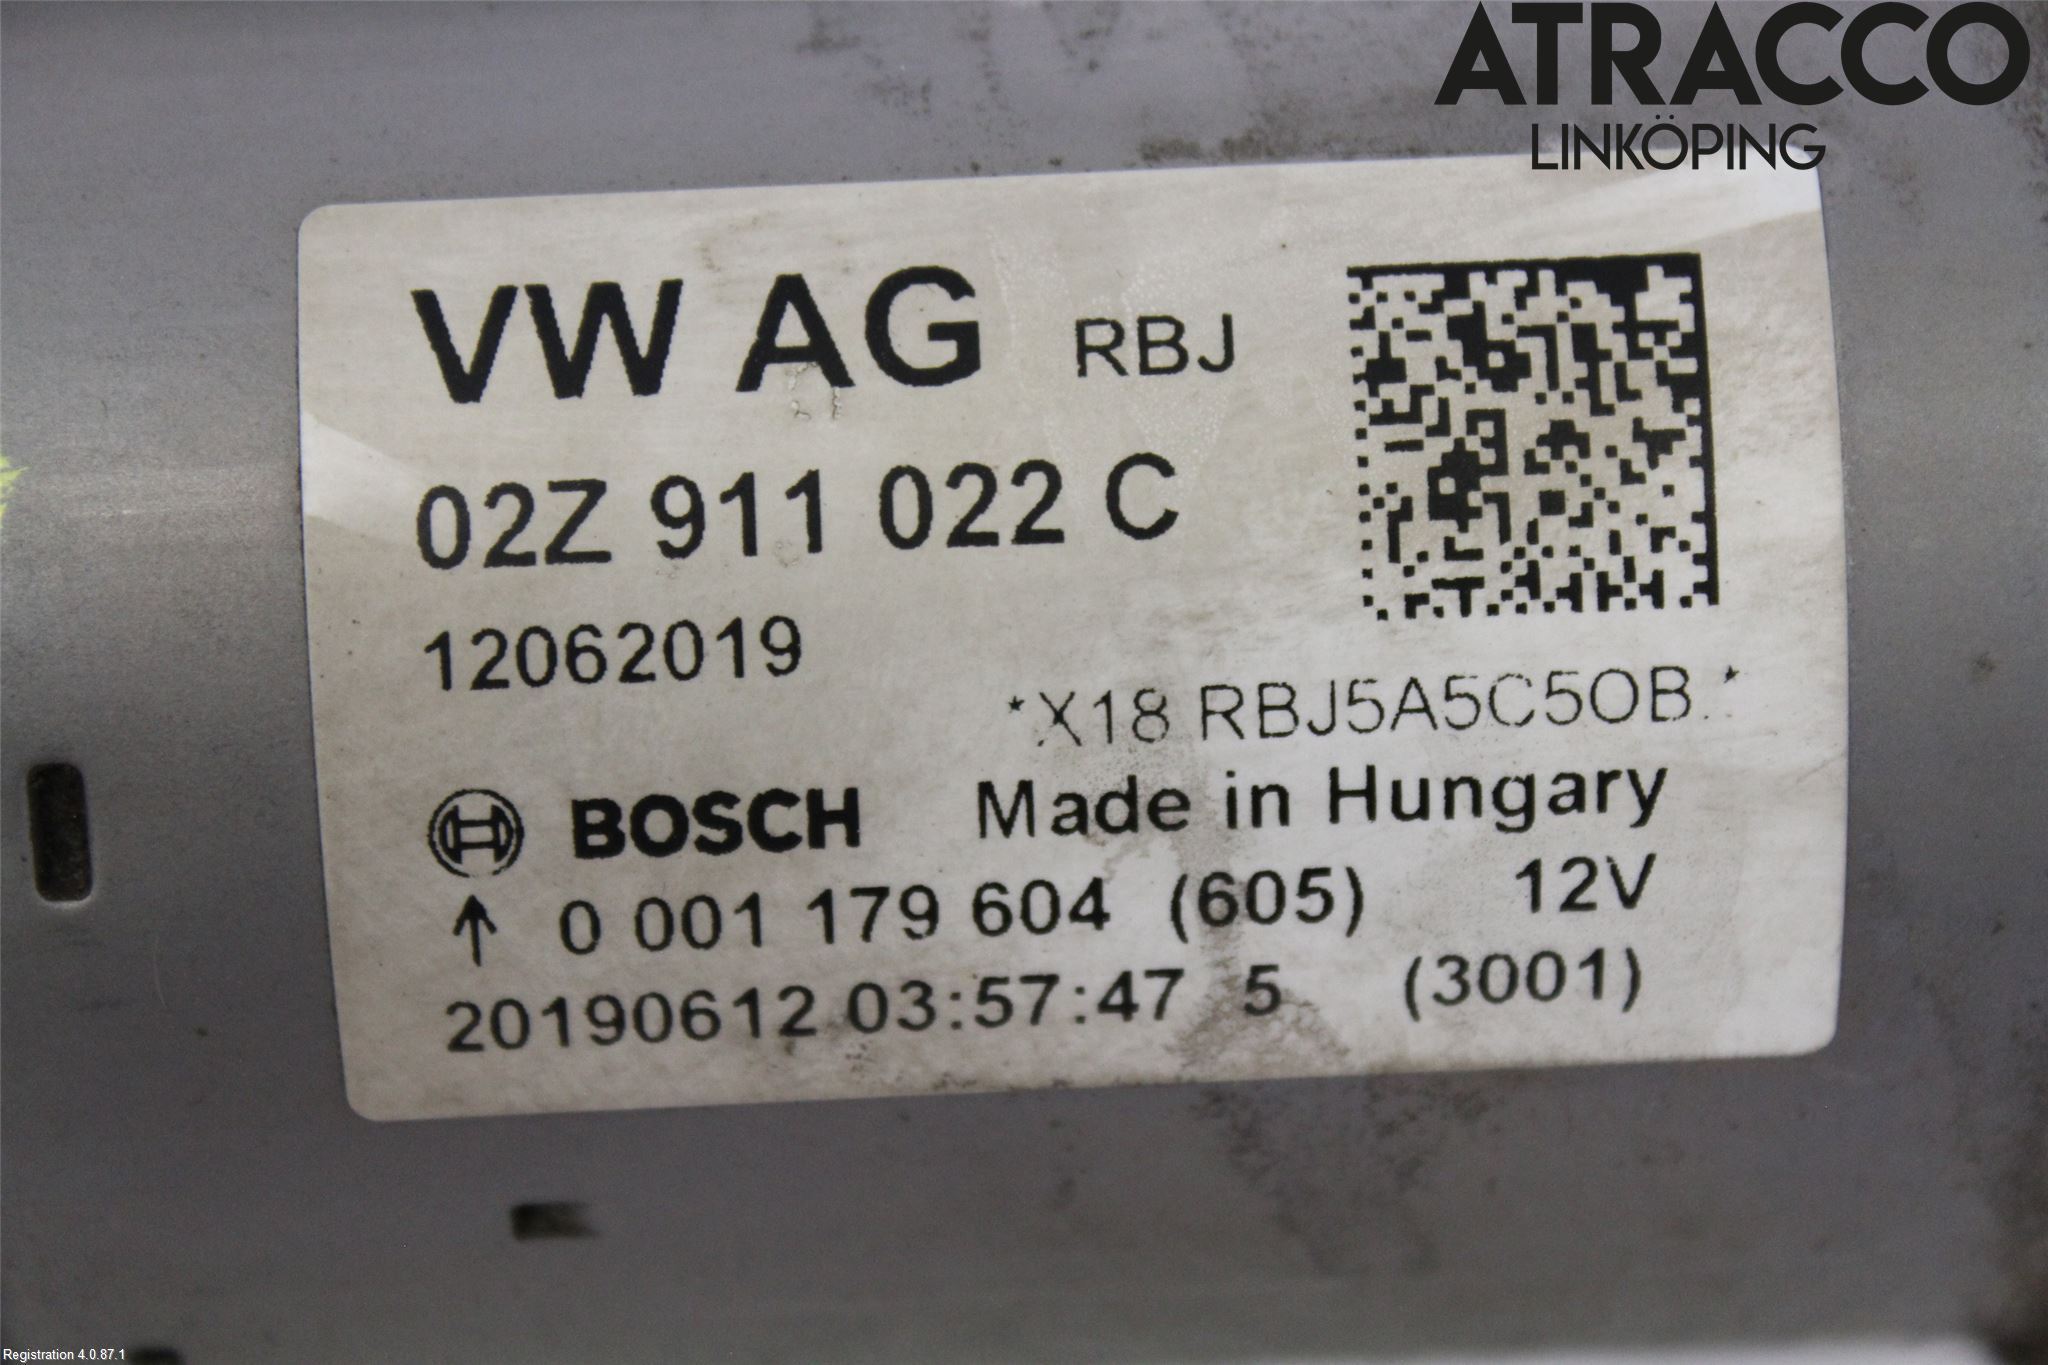 ATRACCO
LINKÖPING
VW AG RBJ
02Z 911 022 C
12062019
*X18 RBJ5A5C5OB *
BOSCH Made in Hungary
↑ 0 001 179 604 (605) 12V
20190612 03:57:47 5 (3001)
Registration 4.0.87.1